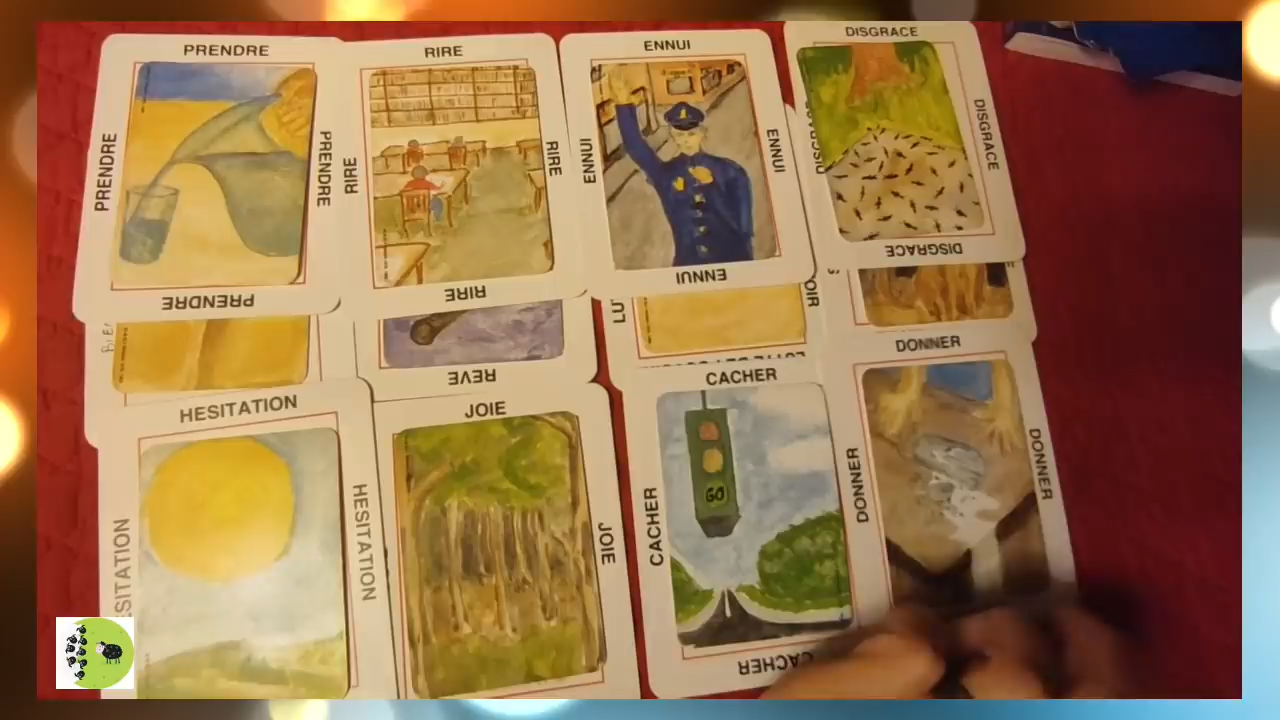 PRENDRE
PRENDRE
PRENDRE
PRENDRE
RIRE
RIRE
RIRE
RIRE
ENNUI
ENNUI
ENNUI
ENNUI
DISGRACE
DISGRACE
DISGRACE
REVE
HESITATION
HESITATION
JOIE
JOIE
CACHER
CACHER
GO
CACHER
DONNER
DONNER
DONNER